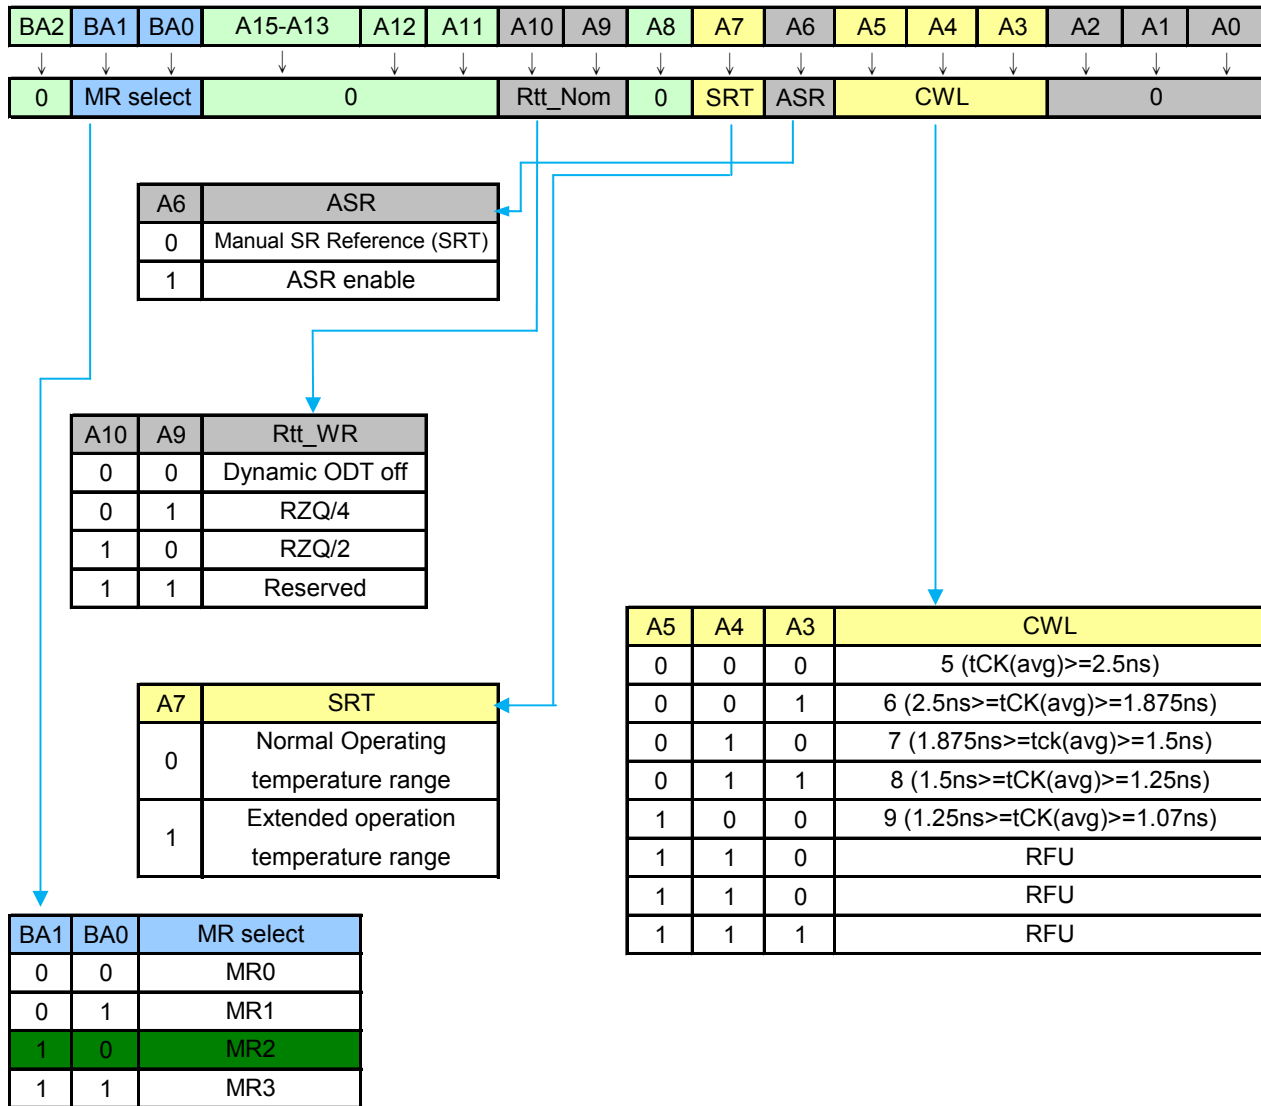 BA2 BA1 BA0 A15-A13 A12 A11 A10 A9 A8 A7 A6 A5 A4 A3 A2 A1 A0
0 MR select 0 Rtt_Nom 0 SRT ASR CWL 0
A6 ASR
0 Manual SR Reference (SRT)
1 ASR enable
A10 A9 Rtt_WR
0 0 Dynamic ODT off
0 1 RZQ/4
1 0 RZQ/2
1 1 Reserved
A5 A4 A3 CWL
0 0 0 5 (tCK(avg)>=2.5ns)
0 0 1 6 (2.5ns>=tCK(avg)>=1.875ns)
0 1 0 7 (1.875ns>=tck(avg)>=1.5ns)
0 1 1 8 (1.5ns>=tCK(avg)>=1.25ns)
1 0 0 9 (1.25ns>=tCK(avg)>=1.07ns)
1 1 0 RFU
1 1 0 RFU
1 1 1 RFU
A7 SRT
0 Normal Operating
temperature range
1 Extended operation
temperature range
BA1 BA0 MR select
0 0 MR0
0 1 MR1
1 0 MR2
1 1 MR3